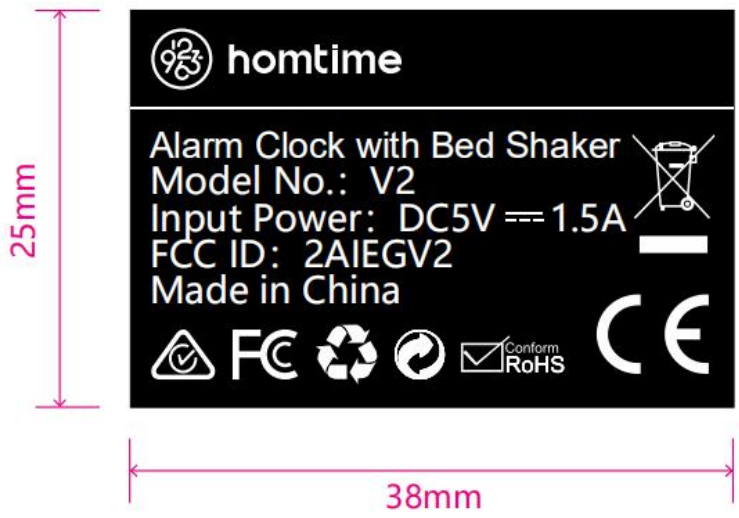 homtime
Alarm Clock with Bed Shaker
Model No.: V2
Input Power: DC5V ⎓ 1.5A
FCC ID: 2AIEGV2
Made in China
FC
Conform
RoHS
CE
25mm
38mm